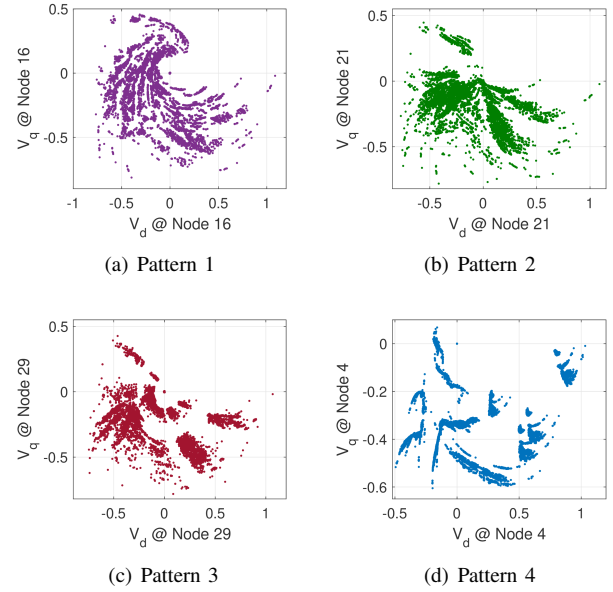 0.5
0
-0.5
V_q @ Node 16
-1 -0.5 0 0.5 1
V_d @ Node 16
(a) Pattern 1
0.5
0
-0.5
V_q @ Node 21
-0.5 0 0.5 1
V_d @ Node 21
(b) Pattern 2
0.5
0
-0.5
V_q @ Node 29
-0.5 0 0.5 1
V_d @ Node 29
(c) Pattern 3
0
-0.2
-0.4
-0.6
V_q @ Node 4
-0.5 0 0.5 1
V_d @ Node 4
(d) Pattern 4